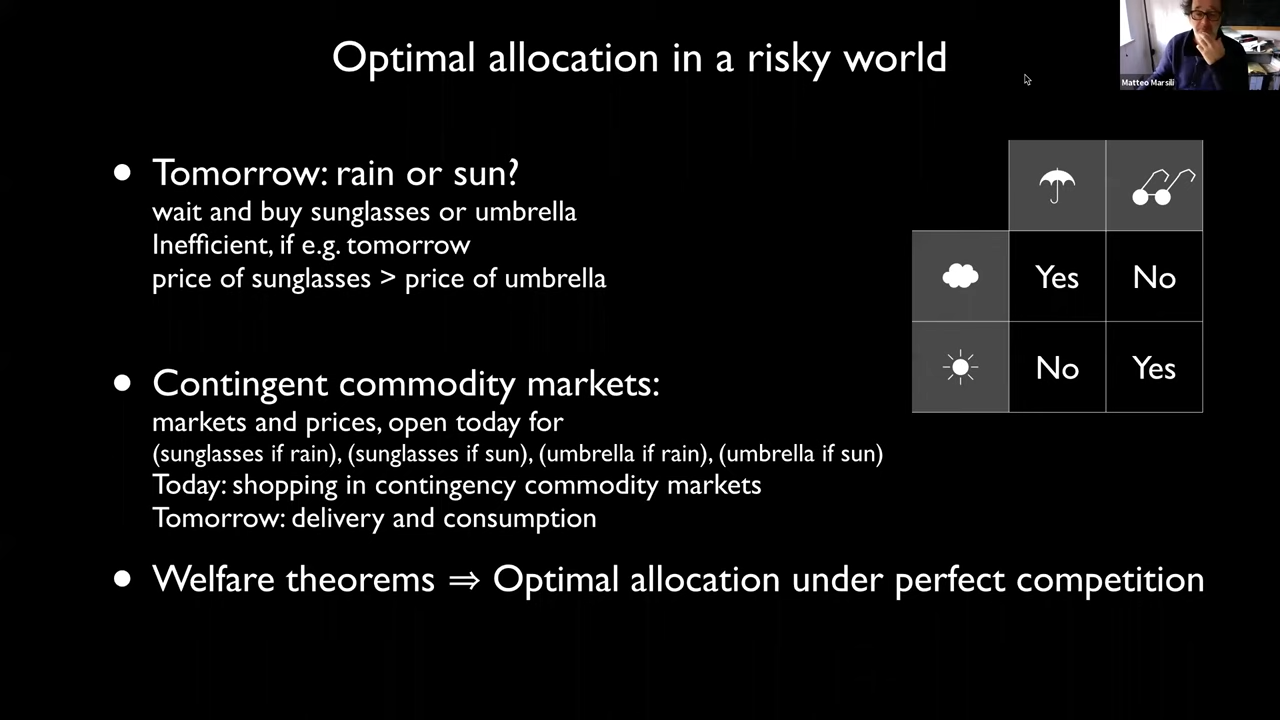 Optimal allocation in a risky world
Matteo Marsili
Tomorrow: rain or sun?
wait and buy sunglasses or umbrella
Inefficient, if e.g. tomorrow
price of sunglasses > price of umbrella
Yes No
No Yes
Contingent commodity markets:
markets and prices, open today for
(sunglasses if rain), (sunglasses if sun), (umbrella if rain), (umbrella if sun)
Today: shopping in contingency commodity markets
Tomorrow: delivery and consumption
Welfare theorems ⇒ Optimal allocation under perfect competition